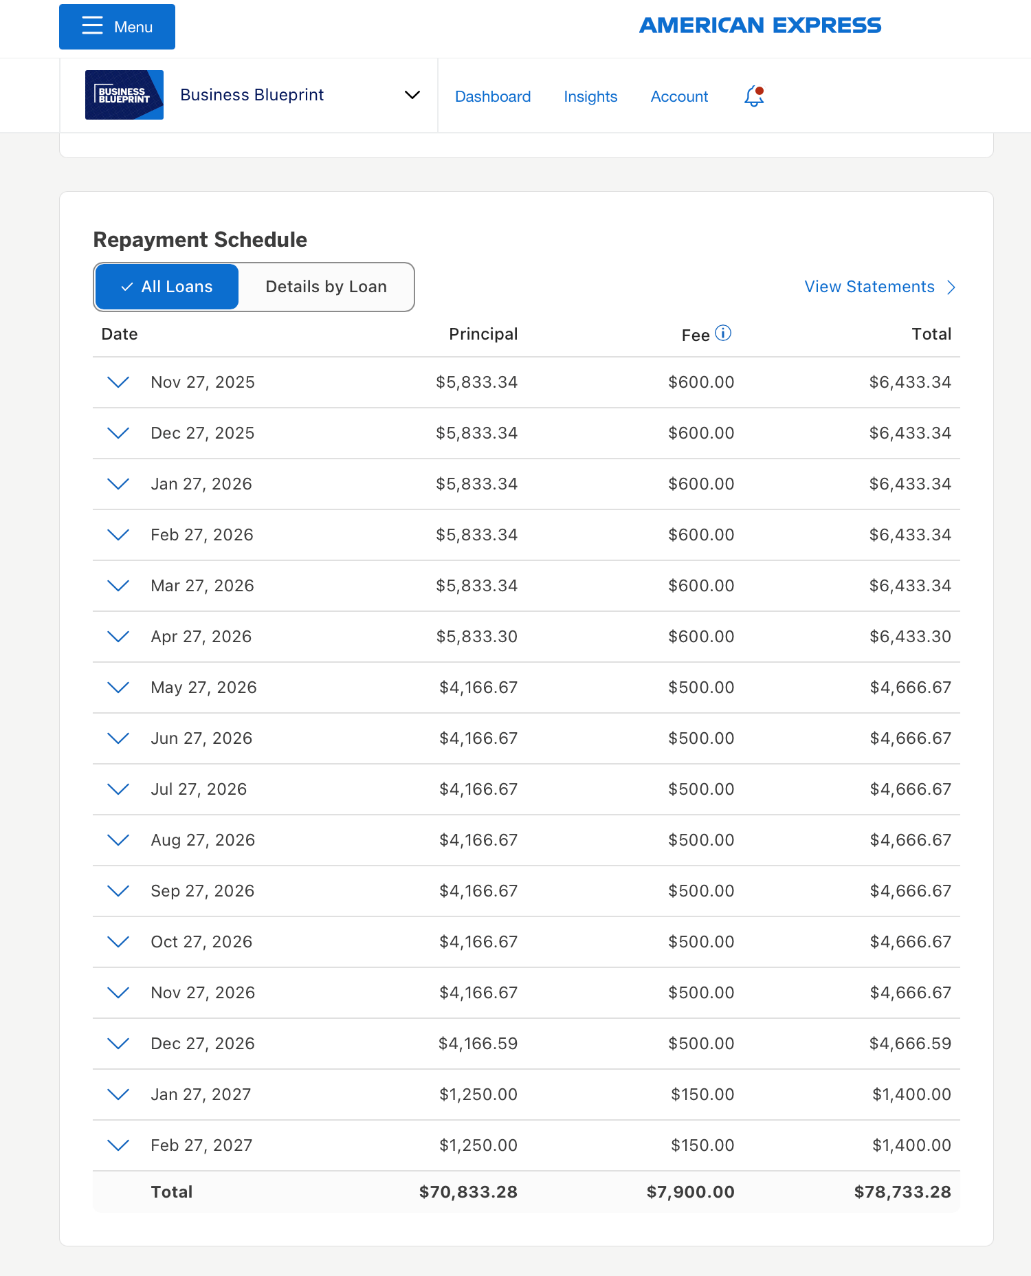 Menu
AMERICAN EXPRESS
BUSINESS
BLUEPRINT
Business Blueprint
Dashboard Insights Account
Repayment Schedule
All Loans Details by Loan View Statements
Date Principal Fee Total
Nov 27, 2025 $5,833.34 $600.00 $6,433.34
Dec 27, 2025 $5,833.34 $600.00 $6,433.34
Jan 27, 2026 $5,833.34 $600.00 $6,433.34
Feb 27, 2026 $5,833.34 $600.00 $6,433.34
Mar 27, 2026 $5,833.34 $600.00 $6,433.34
Apr 27, 2026 $5,833.30 $600.00 $6,433.30
May 27, 2026 $4,166.67 $500.00 $4,666.67
Jun 27, 2026 $4,166.67 $500.00 $4,666.67
Jul 27, 2026 $4,166.67 $500.00 $4,666.67
Aug 27, 2026 $4,166.67 $500.00 $4,666.67
Sep 27, 2026 $4,166.67 $500.00 $4,666.67
Oct 27, 2026 $4,166.67 $500.00 $4,666.67
Nov 27, 2026 $4,166.67 $500.00 $4,666.67
Dec 27, 2026 $4,166.59 $500.00 $4,666.59
Jan 27, 2027 $1,250.00 $150.00 $1,400.00
Feb 27, 2027 $1,250.00 $150.00 $1,400.00
Total $70,833.28 $7,900.00 $78,733.28